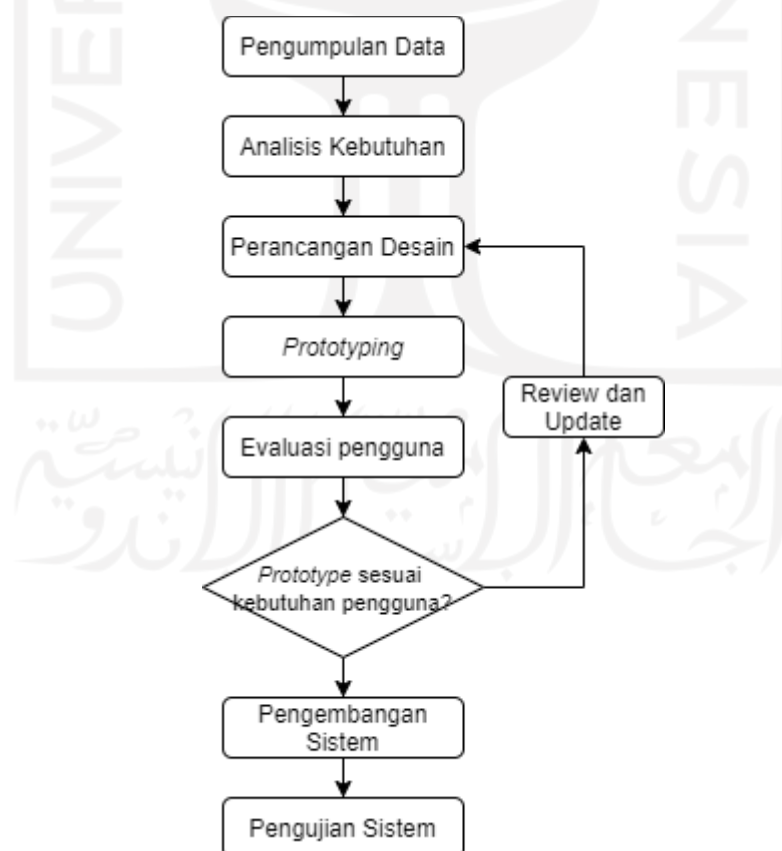 Pengumpulan Data
Analisis Kebutuhan
Perancangan Desain
Prototyping
Review dan
Update
Evaluasi pengguna
Prototype sesuai
kebutuhan pengguna?
Pengembangan
Sistem
Pengujian Sistem